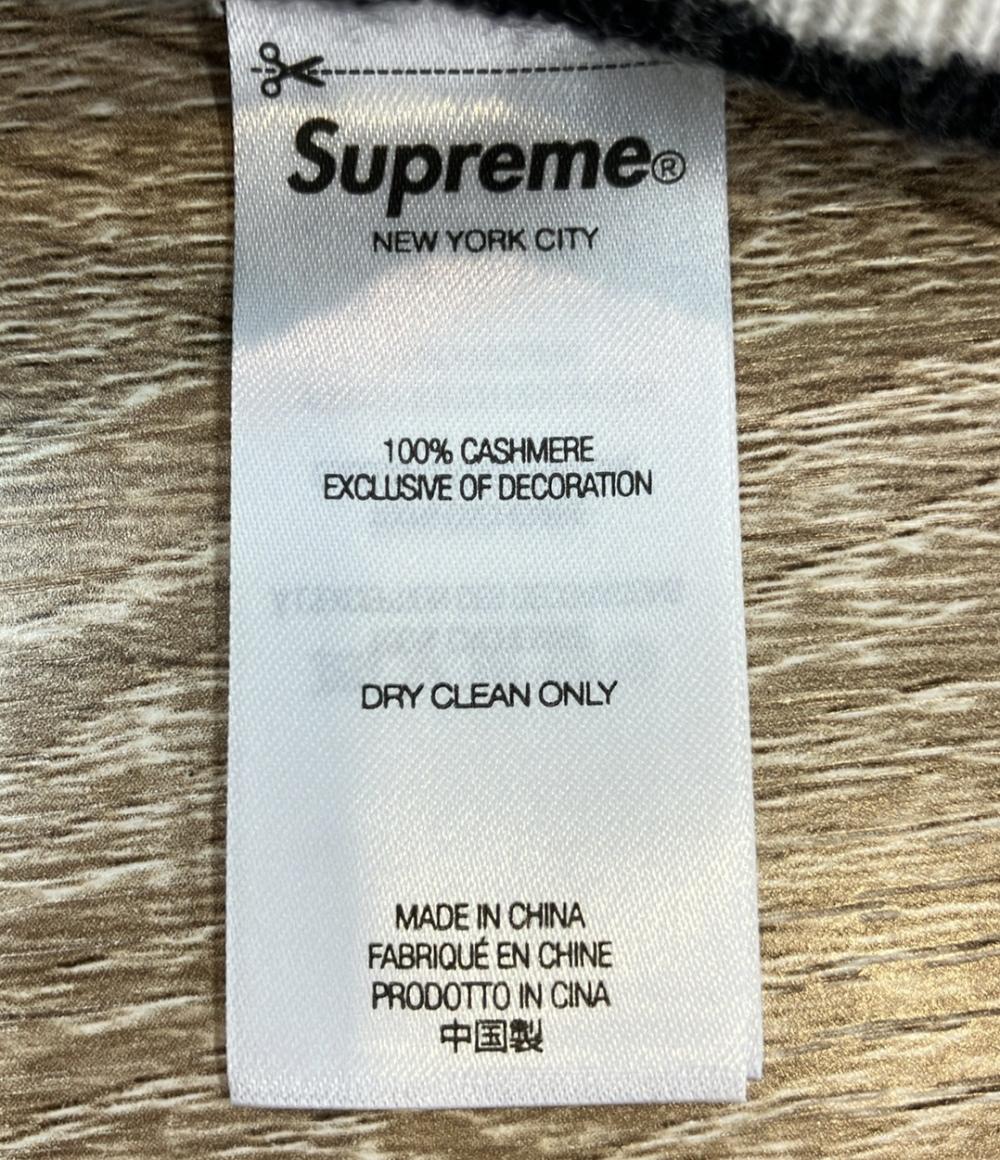 Supreme®
NEW YORK CITY
100% CASHMERE
EXCLUSIVE OF DECORATION
DRY CLEAN ONLY
MADE IN CHINA
FABRIQUÉ EN CHINE
PRODOTTO IN CINA
中国製